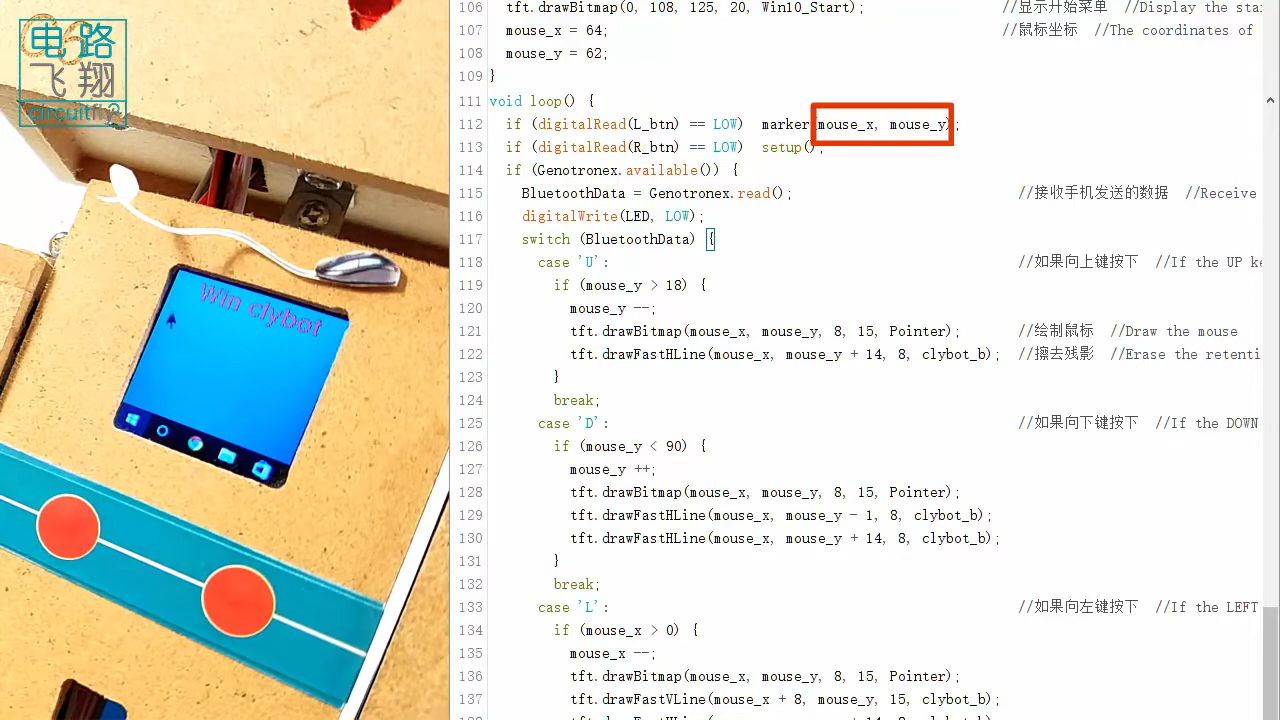 电路
飞翔
circuitfly
Win clybot
106 tft.drawBitmap(0, 108, 125, 20, Win10_Start); //显示开始菜单 //Display the sta
107 mouse_x = 64; //鼠标坐标 //The coordinates of
108 mouse_y = 62;
109 }
111 void loop() {
112 if (digitalRead(L_btn) == LOW) marker(mouse_x, mouse_y);
113 if (digitalRead(R_btn) == LOW) setup();
114 if (Genotronex.available()) {
115 BluetoothData = Genotronex.read(); //接收手机发送的数据 //Receive
116 digitalWrite(LED, LOW);
117 switch (BluetoothData) {
118 case 'U': //如果向上键按下 //If the UP ke
119 if (mouse_y > 18) {
120 mouse_y --;
121 tft.drawBitmap(mouse_x, mouse_y, 8, 15, Pointer); //绘制鼠标 //Draw the mouse
122 tft.drawFastHLine(mouse_x, mouse_y + 14, 8, clybot_b); //擦去残影 //Erase the retenti
123 }
124 break;
125 case 'D': //如果向下键按下 //If the DOWN
126 if (mouse_y < 90) {
127 mouse_y ++;
128 tft.drawBitmap(mouse_x, mouse_y, 8, 15, Pointer);
129 tft.drawFastHLine(mouse_x, mouse_y - 1, 8, clybot_b);
130 tft.drawFastHLine(mouse_x, mouse_y + 14, 8, clybot_b);
131 }
132 break;
133 case 'L': //如果向左键按下 //If the LEFT
134 if (mouse_x > 0) {
135 mouse_x --;
136 tft.drawBitmap(mouse_x, mouse_y, 8, 15, Pointer);
137 tft.drawFastVLine(mouse_x + 8, mouse_y, 15, clybot_b);